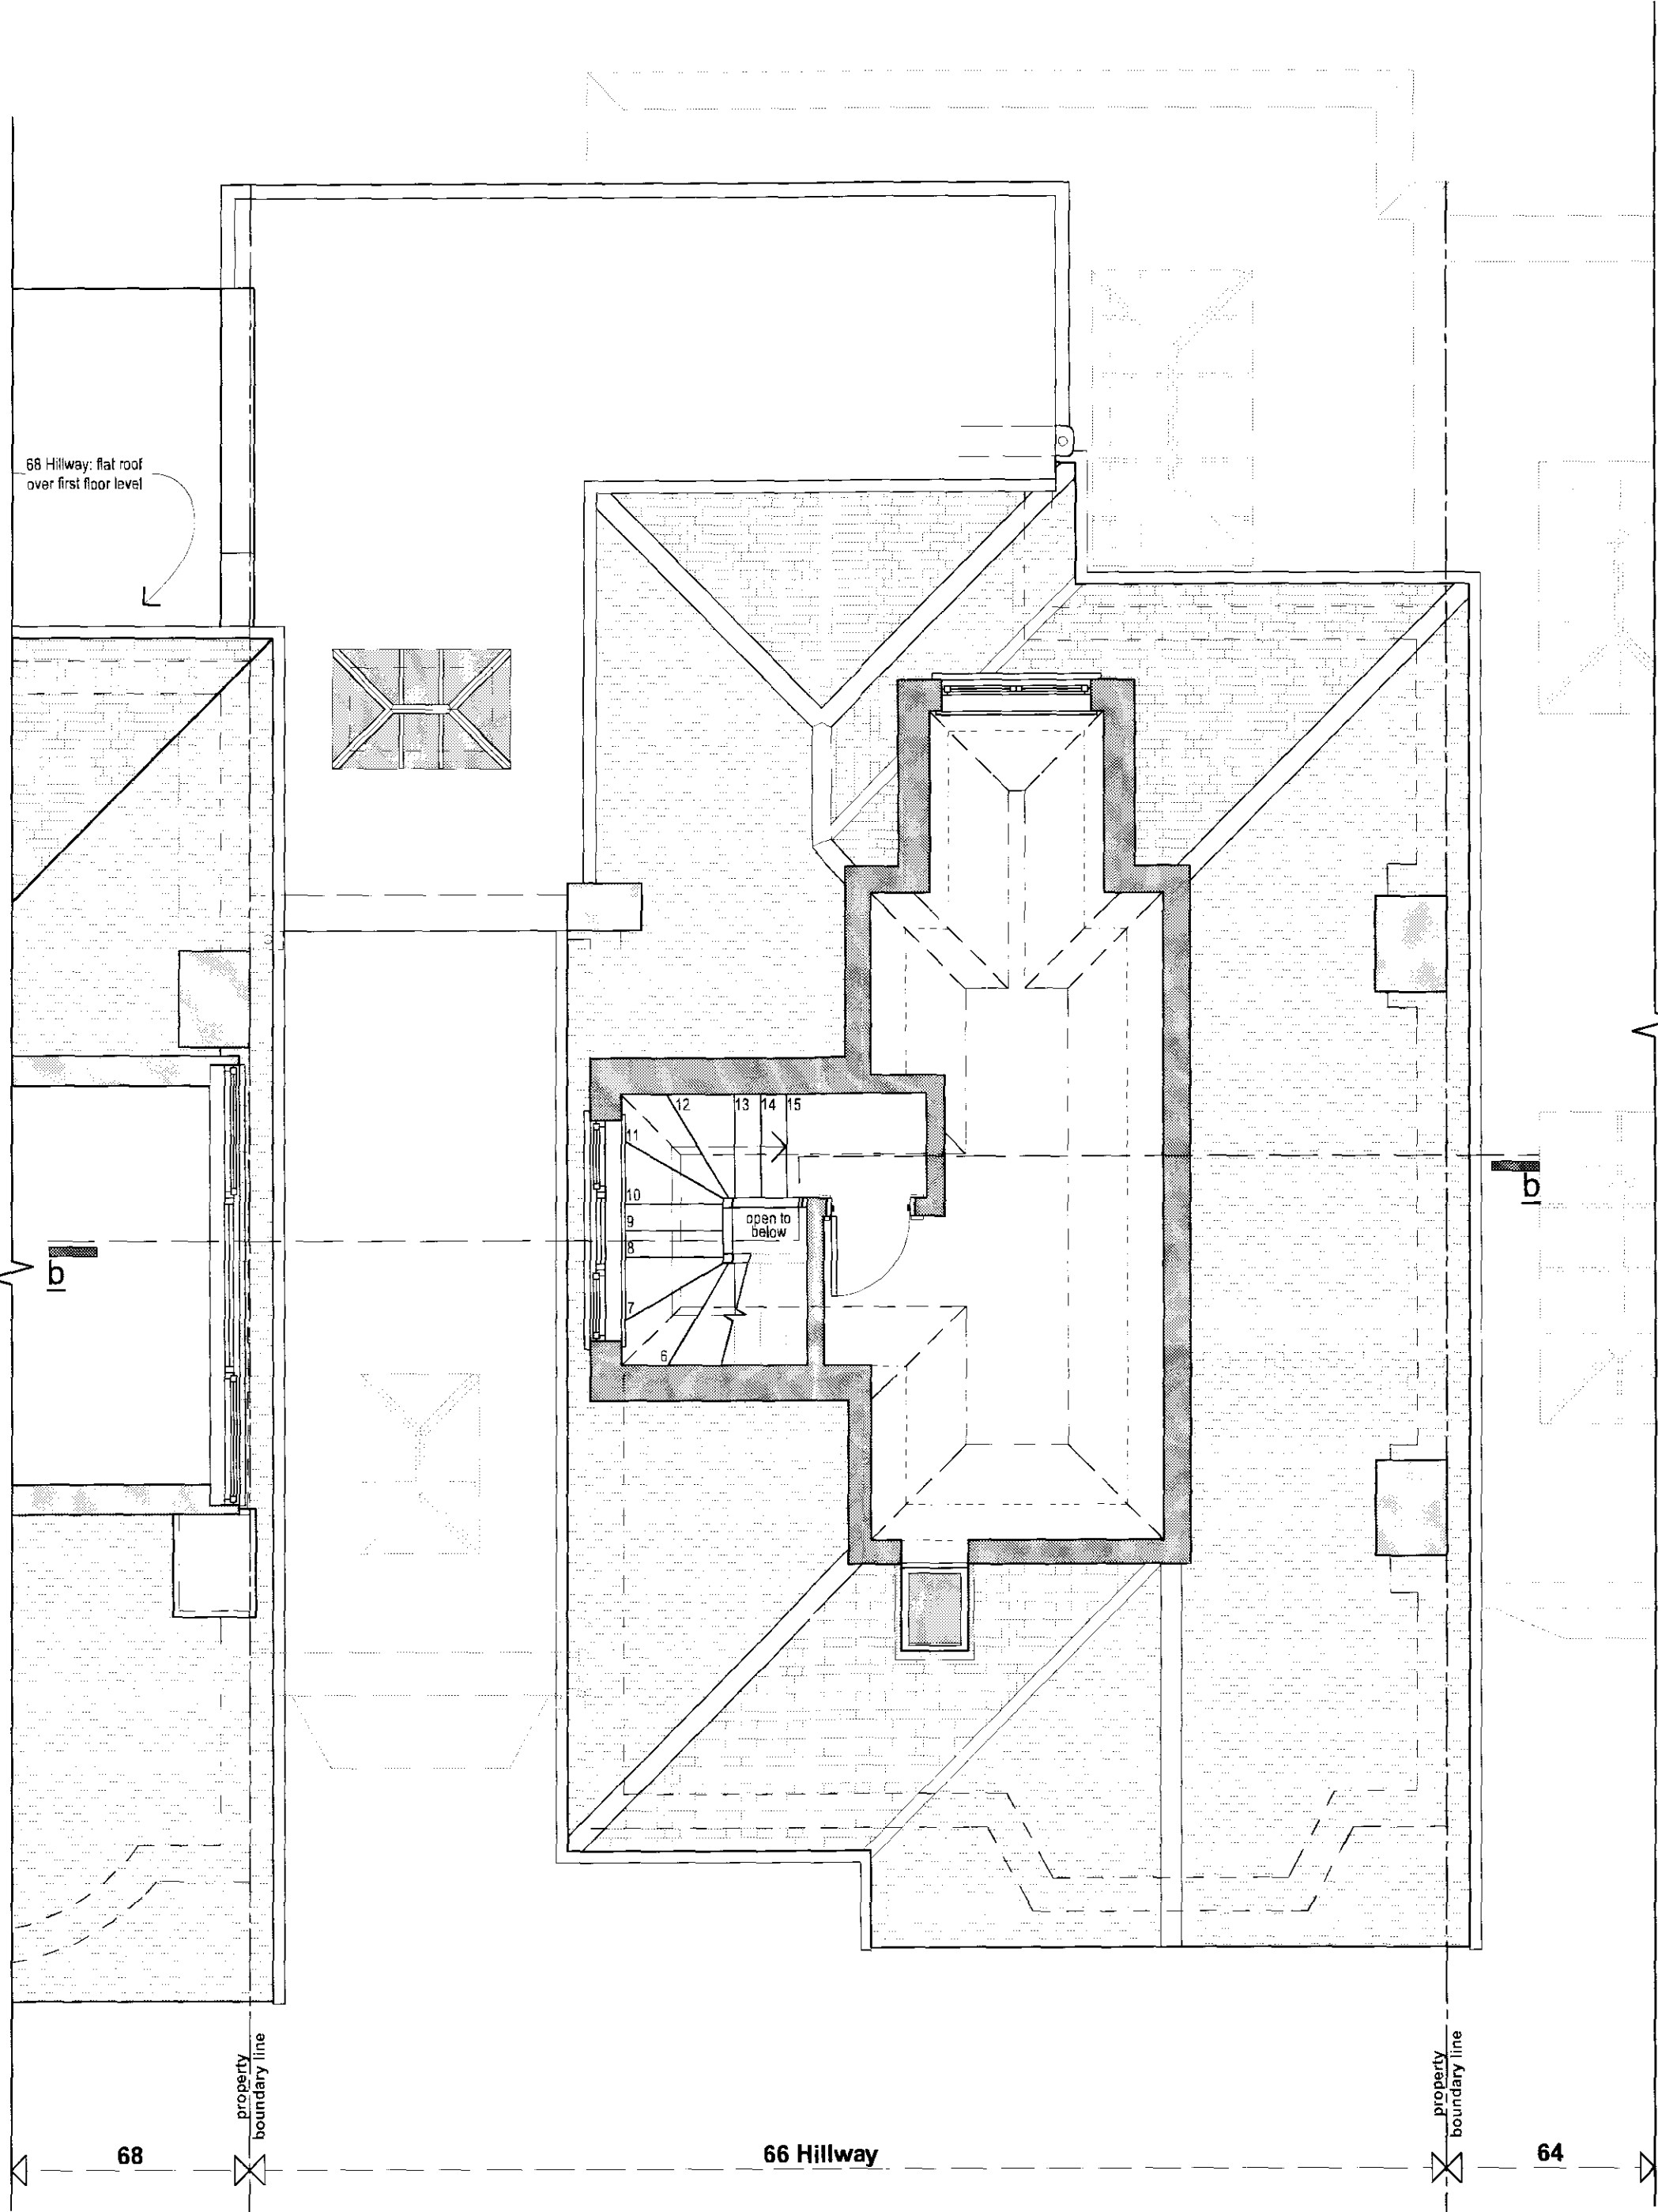 68 Hillway: flat roof
over first floor level
12
13
14
15
11
10
9
8
7
6
open to
below
b
b
property
boundary line
property
boundary line
68
66 Hillway
64